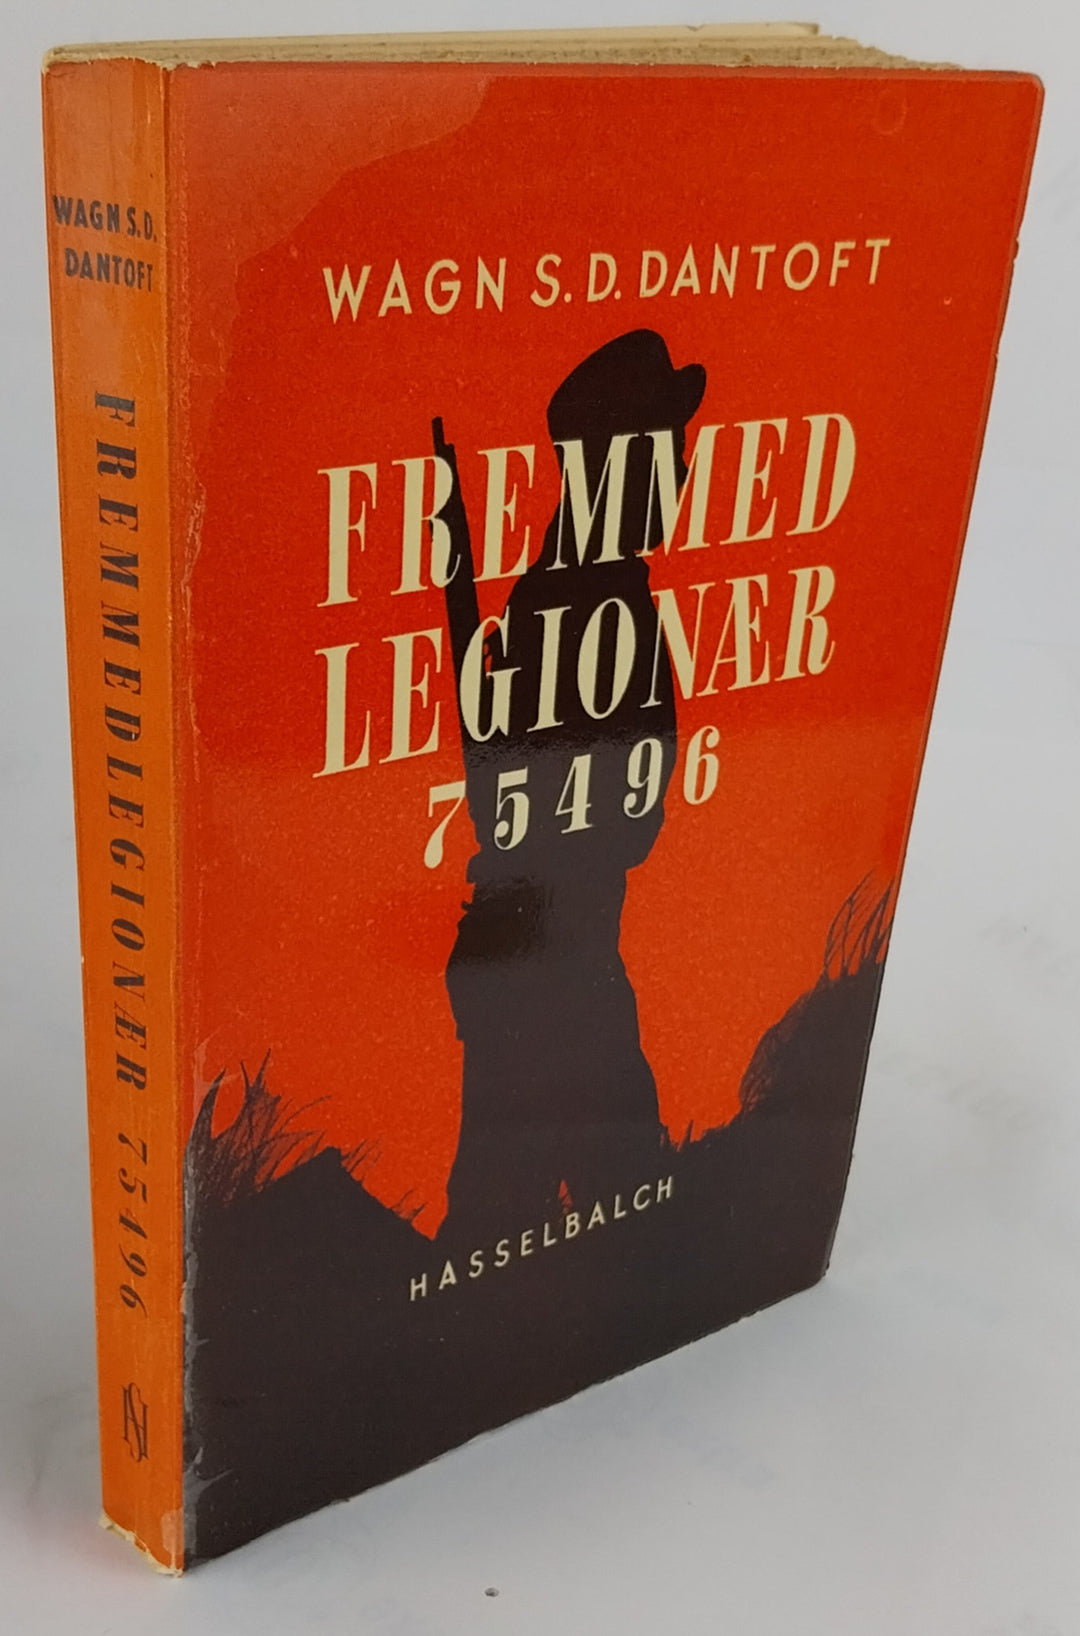 WAGN S.D.
DANTOFT
FREMMEDLEGIONÆR 75496
WAGN S.D. DANTOFT
FREMMED
LEGIONÆR
75496
HASSELBALCH